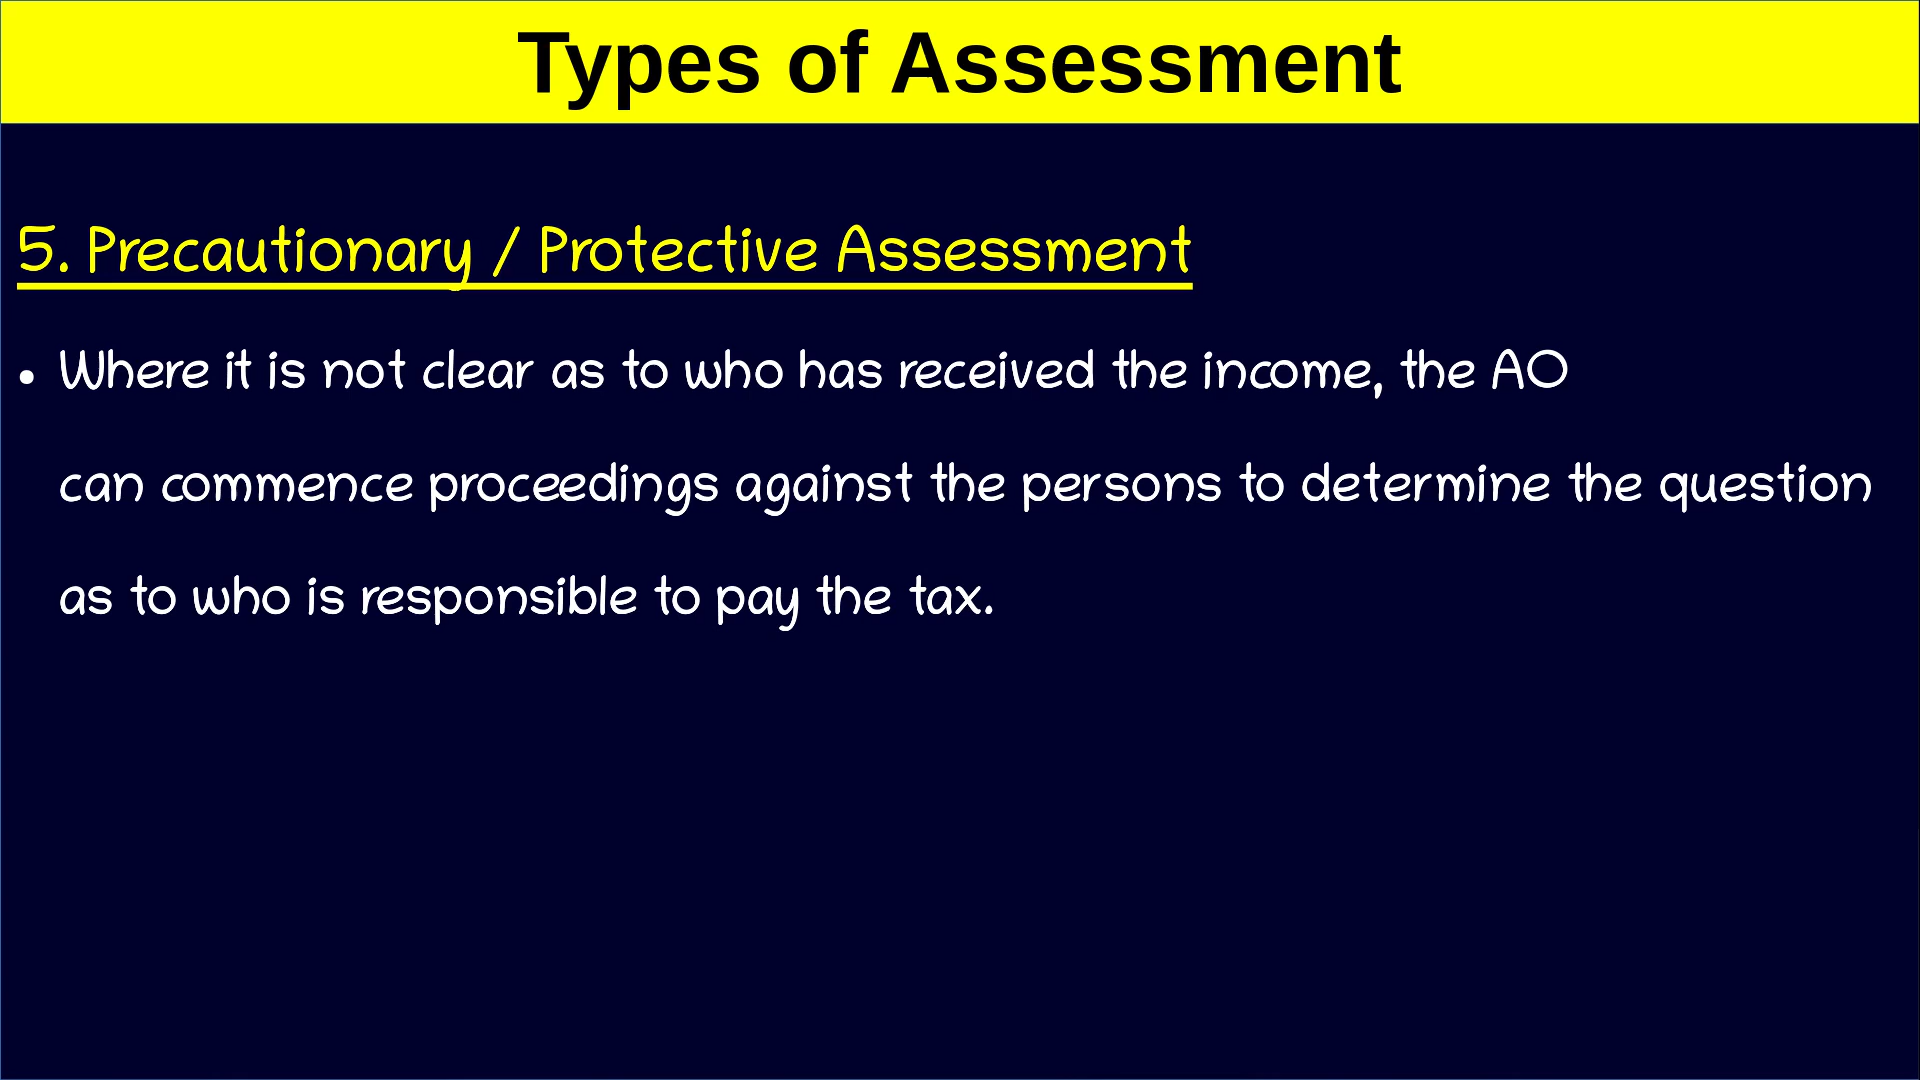 Types of Assessment
5. Precautionary / Protective Assessment
• Where it is not clear as to who has received the income, the AO
can commence proceedings against the persons to determine the question
as to who is responsible to pay the tax.